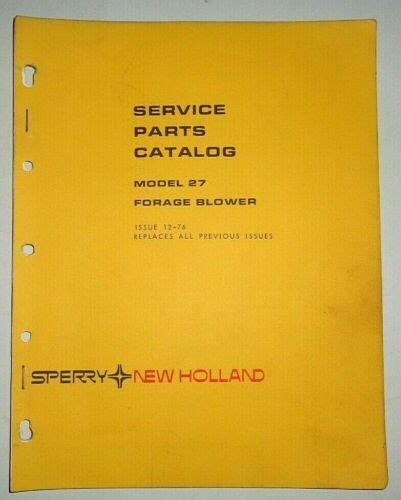 SERVICE
PARTS
CATALOG
MODEL 27
FORAGE BLOWER
ISSUE 12-76
REPLACES ALL PREVIOUS ISSUES
SPERRY NEW HOLLAND